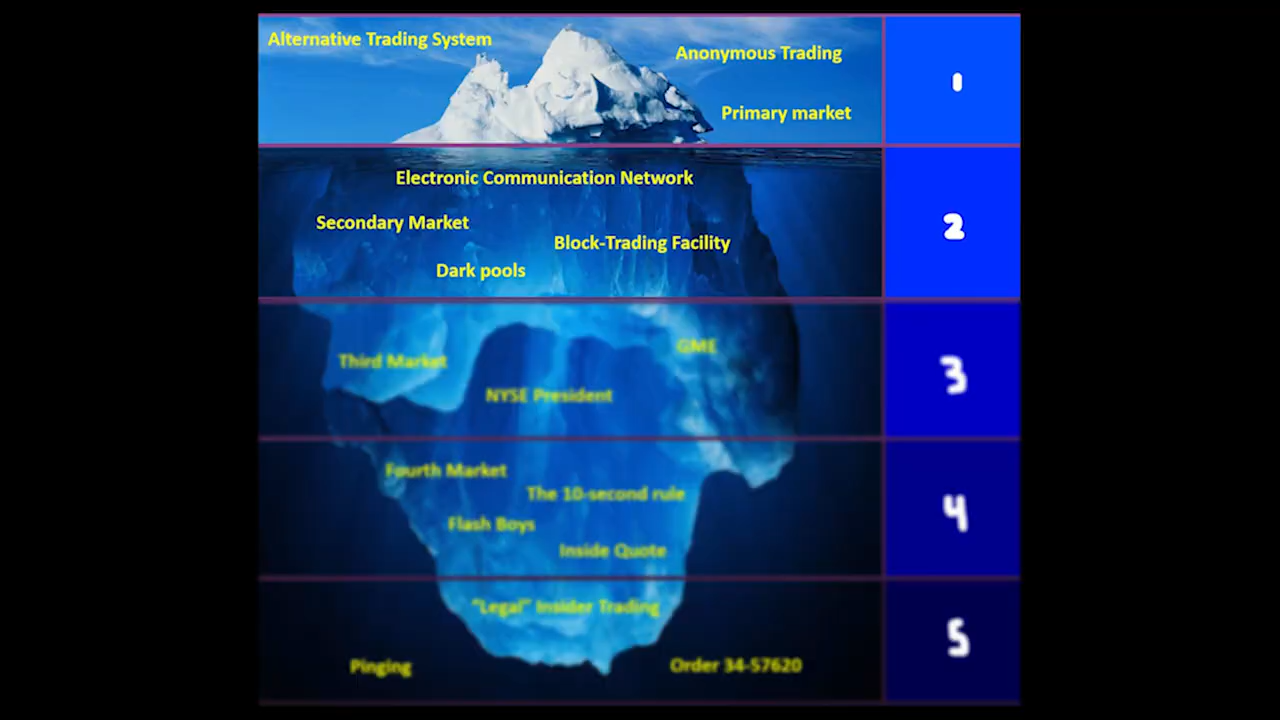 Alternative Trading System
Anonymous Trading
Primary market
1
Electronic Communication Network
Secondary Market
Block-Trading Facility
Dark pools
2
GME
Third Market
NYSE President
3
Fourth Market
The 10-second rule
Flash Boys
Inside Quote
4
"Legal" Insider Trading
Pinging
Order 34-57620
5